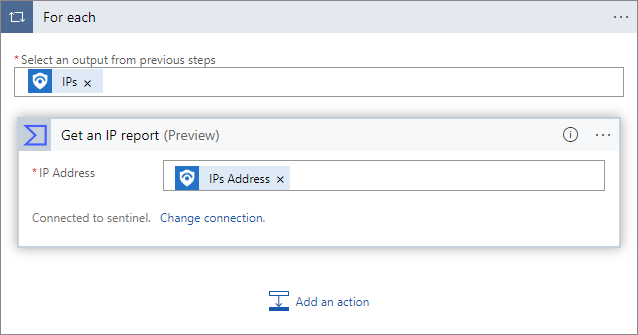 For each
* Select an output from previous steps
IPs ×
Get an IP report (Preview)
* IP Address
IPs Address ×
Connected to sentinel. Change connection.
Add an action